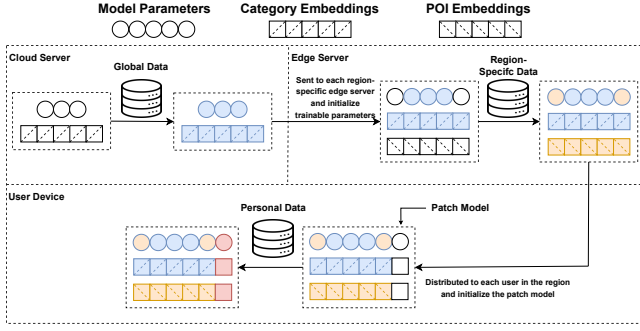 Model Parameters
Category Embeddings
POI Embeddings
Cloud Server
Global Data
Edge Server
Sent to each region-
specific edge server
and initialize
trainable parameters
Region-
Specifc Data
User Device
Personal Data
Patch Model
Distributed to each user in the region
and initialize the patch model